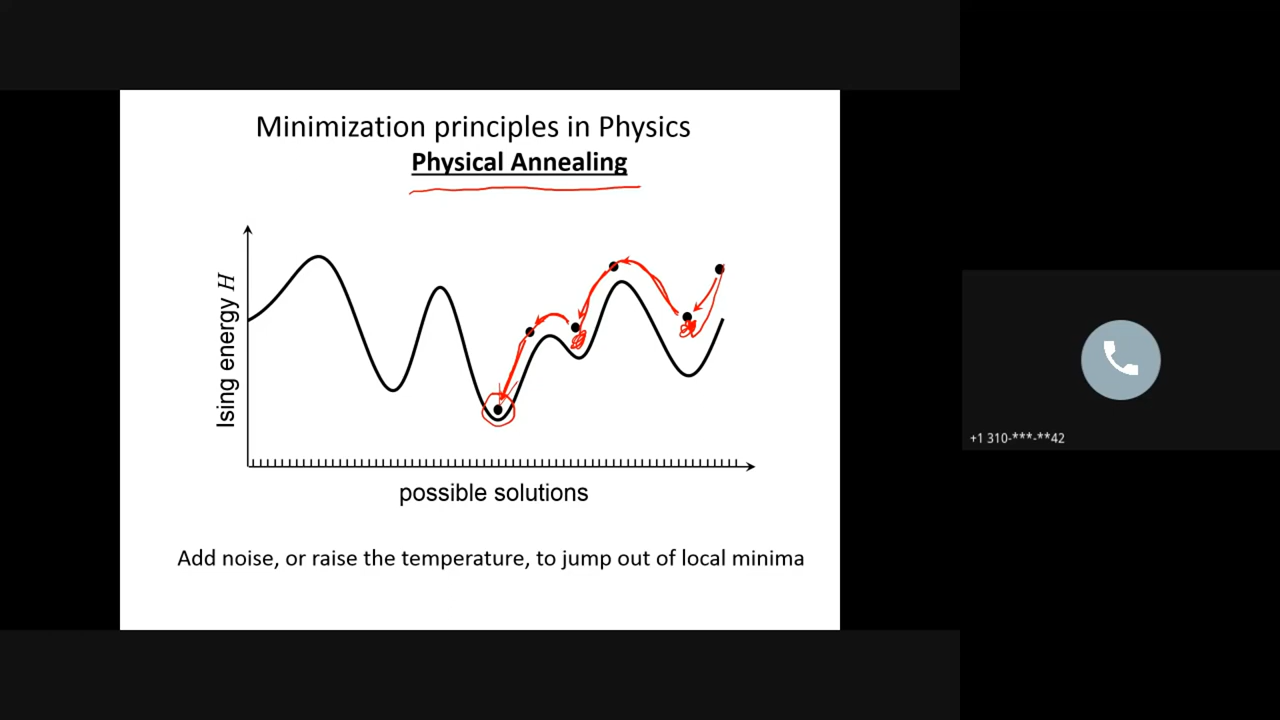 Minimization principles in Physics
Physical Annealing
Ising energy H
possible solutions
Add noise, or raise the temperature, to jump out of local minima
+1 310-***-**42